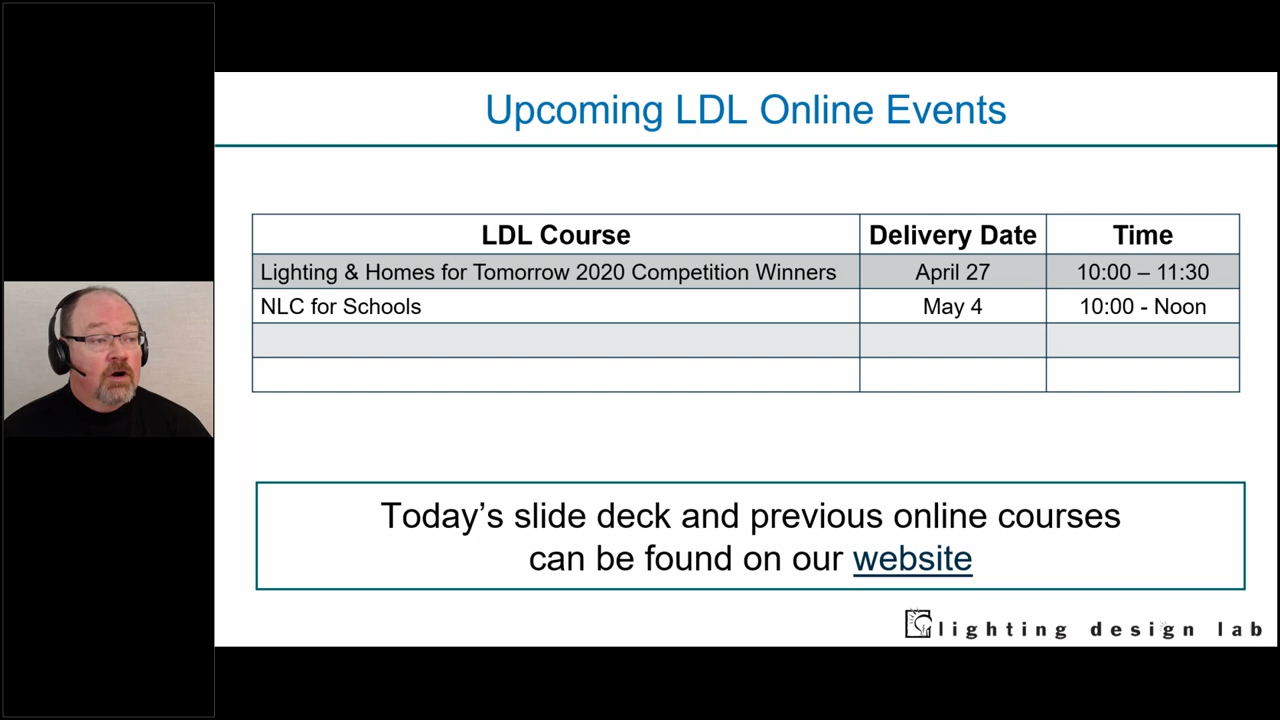 Upcoming LDL Online Events
LDL Course Delivery Date Time
Lighting & Homes for Tomorrow 2020 Competition Winners April 27 10:00 – 11:30
NLC for Schools May 4 10:00 - Noon
Today’s slide deck and previous online courses
can be found on our website
lighting design lab